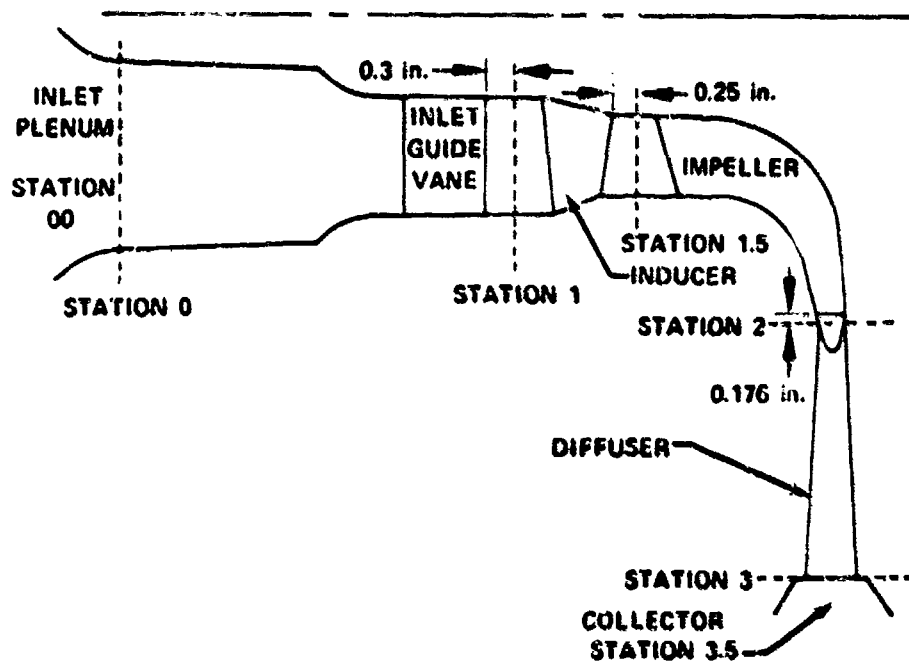 0.3 in.
0.25 in.
INLET
PLENUM
STATION
00
INLET
GUIDE
VANE
IMPELLER
STATION 1.5
INDUCER
STATION 0
STATION 1
STATION 2
0.176 in.
DIFFUSER
STATION 3
COLLECTOR
STATION 3.5